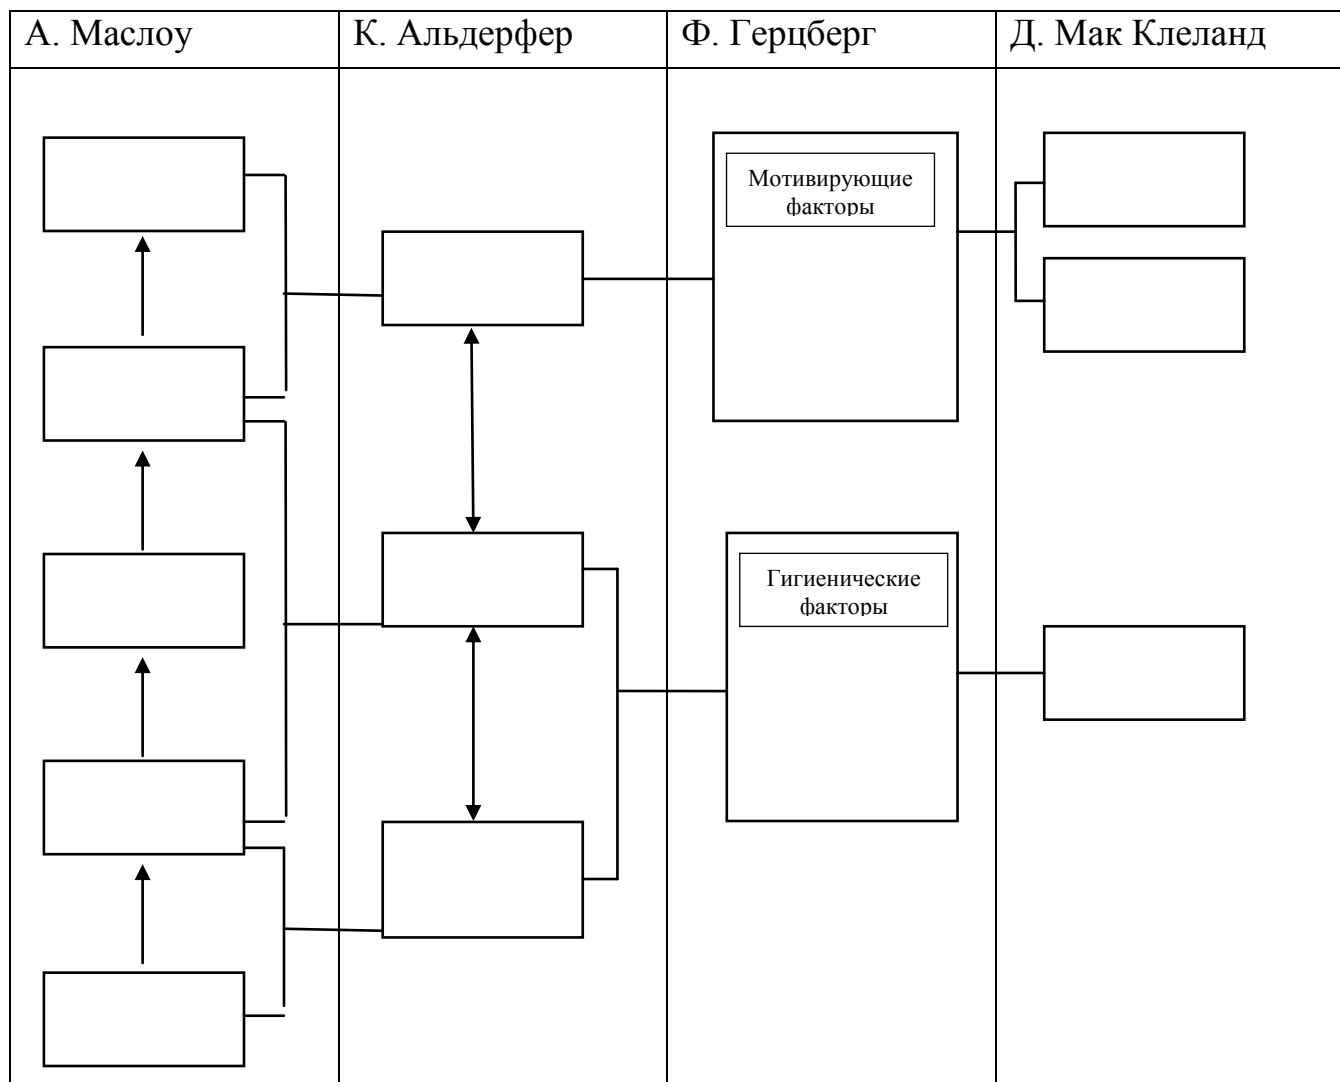 А. Маслоу
К. Альдерфер
Ф. Герцберг
Д. Мак Клеланд
Мотивирующие
факторы
Гигиенические
факторы